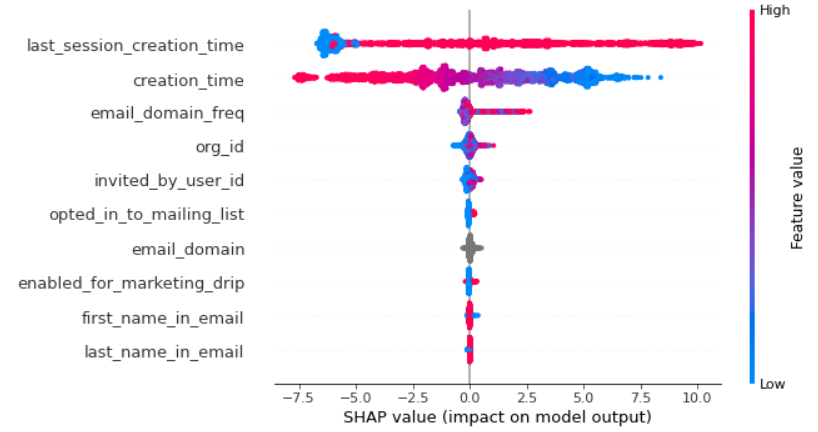 High
last_session_creation_time
creation_time
email_domain_freq
org_id
invited_by_user_id
opted_in_to_mailing_list
email_domain
enabled_for_marketing_drip
first_name_in_email
last_name_in_email
Feature value
Low
−7.5 −5.0 −2.5 0.0 2.5 5.0 7.5 10.0
SHAP value (impact on model output)